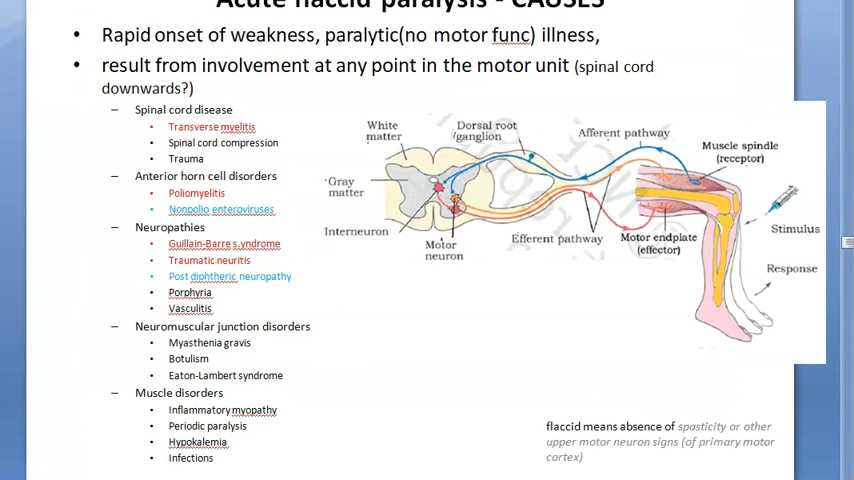 Acute flaccid paralysis - CAUSES
• Rapid onset of weakness, paralytic(no motor func) illness,
• result from involvement at any point in the motor unit (spinal cord
downwards?)
– Spinal cord disease
• Transverse myelitis
• Spinal cord compression
• Trauma
– Anterior horn cell disorders
• Poliomyelitis
• Nonpolio enteroviruses
– Neuropathies
• Guillain-Barre s,yndrome
• Traumatic neuritis
• Post diphtheric neuropathy
• Porphyria
• Vasculitis
– Neuromuscular junction disorders
• Myasthenia gravis
• Botulism
• Eaton-Lambert syndrome
– Muscle disorders
• Inflammatory myopathy
• Periodic paralysis
• Hypokalemia
• Infections
White
matter
Dorsal root
/ganglion
Afferent pathway
Muscle spindle
(receptor)
Gray
matter
Interneuron
Motor
neuron
Efferent pathway
Motor endplate
(effector)
Stimulus
Response
flaccid means absence of spasticity or other
upper motor neuron signs (of primary motor
cortex)